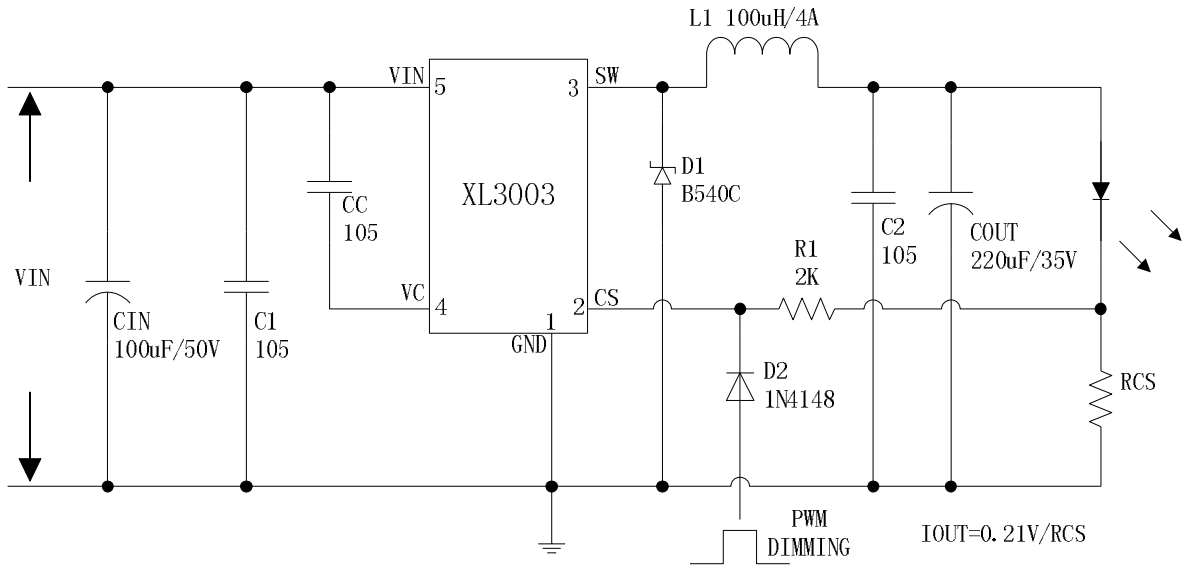 L1 100uH/4A
VIN
5
3
SW
XL3003
D1
B540C
CC
105
C2
105
COUT
220uF/35V
R1
2K
VIN
VC
4
2
CS
1
GND
CIN
100uF/50V
C1
105
D2
1N4148
RCS
PWM
DIMMING
IOUT=0.21V/RCS